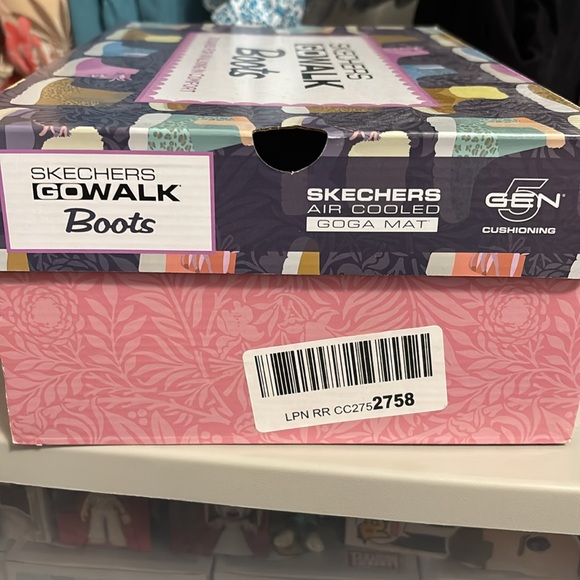 SKECHERS
GOWALK
Boots
SKECHERS
GOWALK
Boots
SKECHERS
AIR COOLED
GOGA MAT
GEN 5
CUSHIONING
LPN RR CC2752758